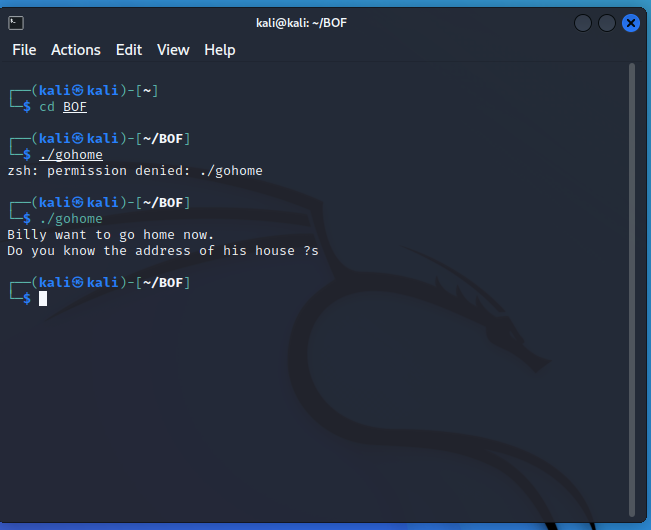 kali@kali: ~/BOF
File Actions Edit View Help
┌──(kali㉿kali)-[~]
└─$ cd BOF
┌──(kali㉿kali)-[~/BOF]
└─$ ./gohome
zsh: permission denied: ./gohome
┌──(kali㉿kali)-[~/BOF]
└─$ ./gohome
Billy want to go home now.
Do you know the address of his house ?s
┌──(kali㉿kali)-[~/BOF]
└─$